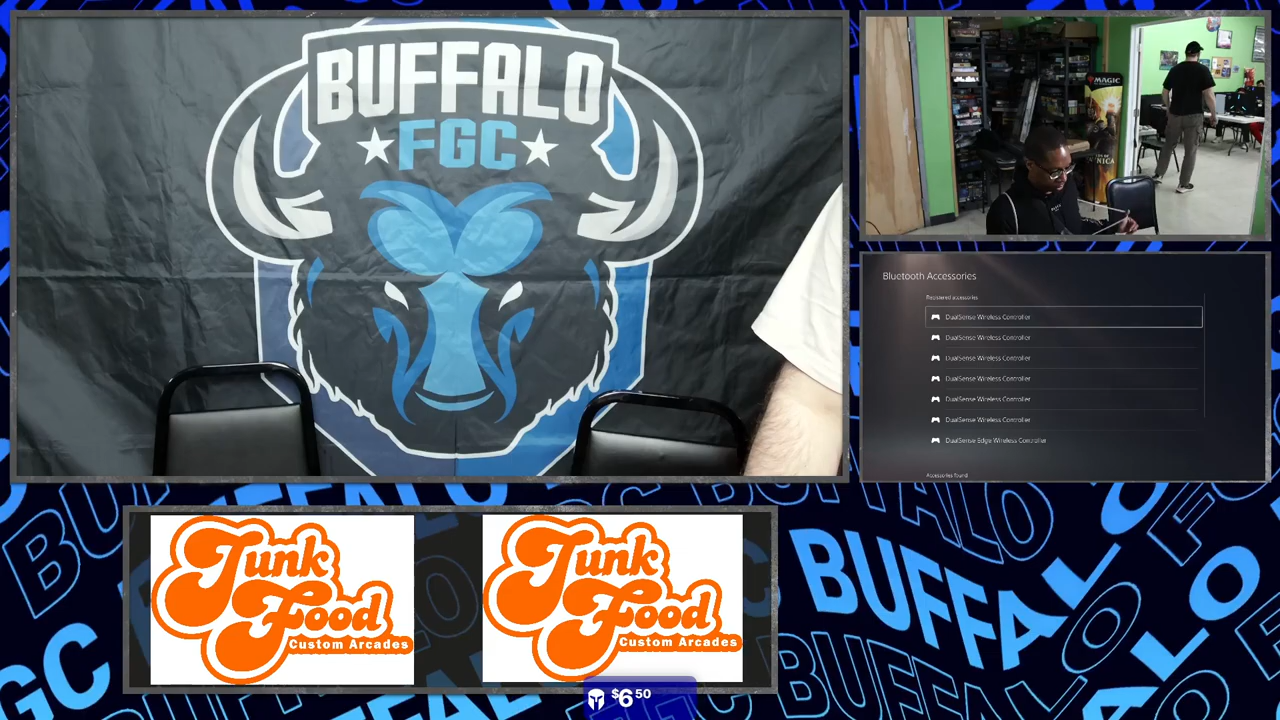 BUFFALO
FGC
MAGIC
Bluetooth Accessories
Registered accessories
DualSense Wireless Controller
DualSense Wireless Controller
DualSense Wireless Controller
DualSense Wireless Controller
DualSense Wireless Controller
DualSense Wireless Controller
DualSense Edge Wireless Controller
Accessories found
Junk
Food
Custom Arcades
Junk
Food
Custom Arcades
$6.50
BUFFALO
BUFFALO
FGC